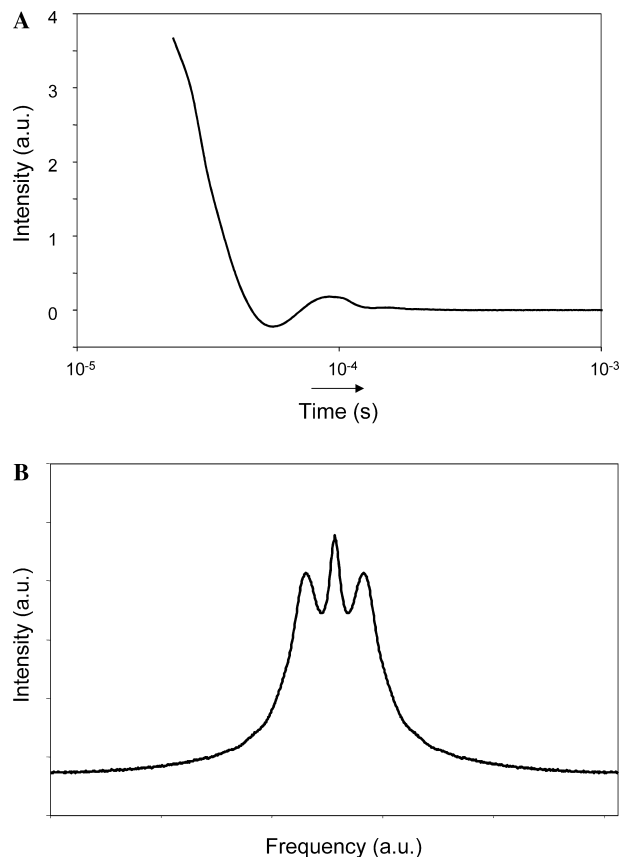 A
Intensity (a.u.)
4
3
2
1
0
10-5
10-4
10-3
Time (s)
B
Intensity (a.u.)
Frequency (a.u.)